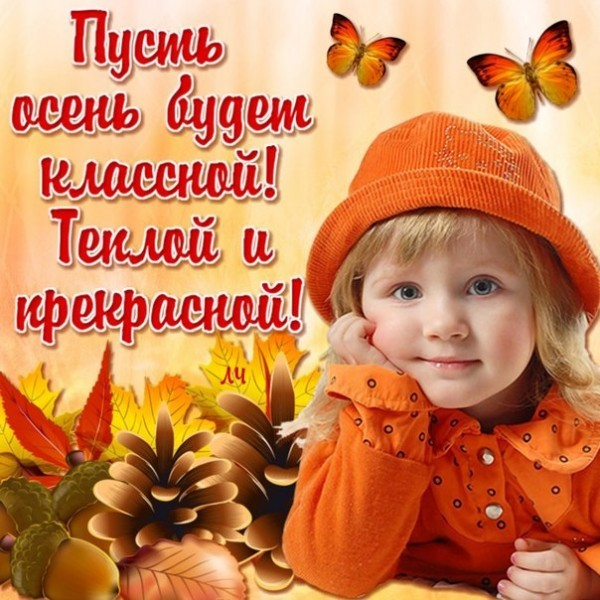 Пусть
осень будет
классной!
Теплой и
прекрасной!
ЛЧ